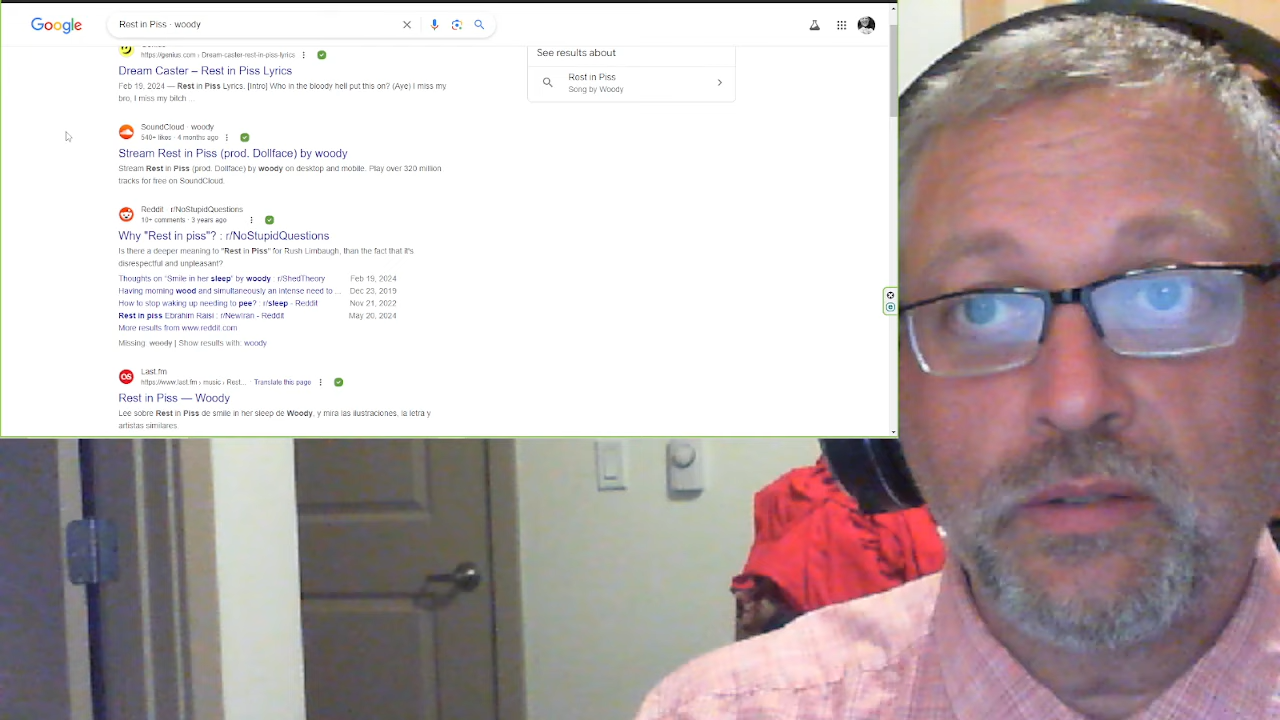 Google
Rest in Piss - woody
https://genius.com › Dream-caster-rest-in-piss-lyrics
Dream Caster – Rest in Piss Lyrics
Feb 19, 2024 — Rest in Piss Lyrics. [Intro] Who in the bloody hell put this on? (Aye) I miss my
bro, I miss my bitch ...
SoundCloud · woody
540+ likes · 4 months ago
Stream Rest in Piss (prod. Dollface) by woody
Stream Rest in Piss (prod. Dollface) by woody on desktop and mobile. Play over 320 million
tracks for free on SoundCloud.
Reddit · r/NoStupidQuestions
10+ comments · 3 years ago
Why "Rest in piss"? : r/NoStupidQuestions
Is there a deeper meaning to "Rest in Piss" for Rush Limbaugh, than the fact that it's
disrespectful and unpleasant?
Thoughts on "Smile in her sleep" by woody : r/ShedTheory Feb 19, 2024
Having morning wood and simultaneously an intense need to ... Dec 23, 2019
How to stop waking up needing to pee? : r/sleep - Reddit Nov 21, 2022
Rest in piss Ebrahim Raisi : r/NewIran - Reddit May 20, 2024
More results from www.reddit.com
Missing: woody | Show results with: woody
Last.fm
https://www.last.fm › music › Rest... · Translate this page
Rest in Piss — Woody
Lee sobre Rest in Piss de smile in her sleep de Woody, y mira las ilustraciones, la letra y
artistas similares.
See results about
Rest in Piss
Song by Woody